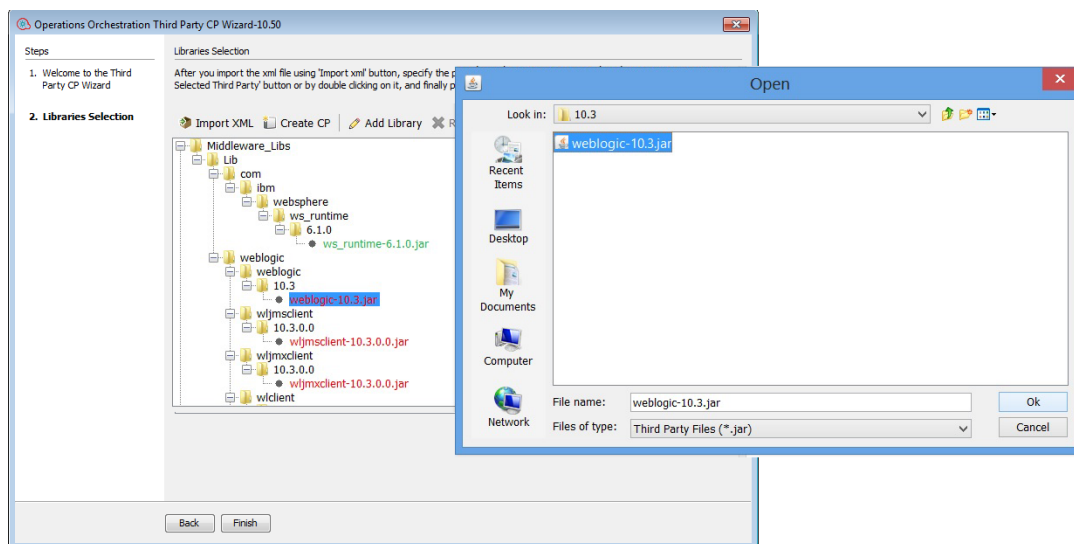 Operations Orchestration Third Party CP Wizard-10.50
Steps
1. Welcome to the Third
Party CP Wizard
2. Libraries Selection
Libraries Selection
After you import the xml file using 'Import xml' button, specify the p
Selected Third Party' button or by double clicking on it, and finally p
Import XML Create CP Add Library R
Middleware_Libs
Lib
com
ibm
websphere
ws_runtime
6.1.0
ws_runtime-6.1.0.jar
weblogic
weblogic
10.3
weblogic-10.3.jar
wljmsclient
10.3.0.0
wljmsclient-10.3.0.0.jar
wljmxclient
10.3.0.0
wljmxclient-10.3.0.0.jar
wlclient
Back Finish
Open
Look in: 10.3
weblogic-10.3.jar
Recent
Items
Desktop
My
Documents
Computer
Network
File name: weblogic-10.3.jar Ok
Files of type: Third Party Files (*.jar) Cancel